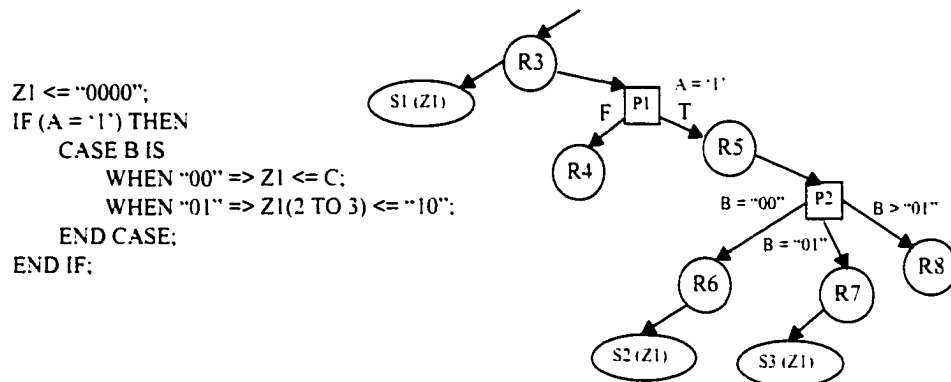 Z1 <= “0000”;
IF (A = ‘1’) THEN
CASE B IS
WHEN “00” => Z1 <= C;
WHEN “01” => Z1(2 TO 3) <= “10”;
END CASE;
END IF;
R3
S1 (Z1)
P1
A = ‘1’
F
T
R4
R5
P2
B = “00”
B = “01”
B > “01”
R6
R7
R8
S2 (Z1)
S3 (Z1)